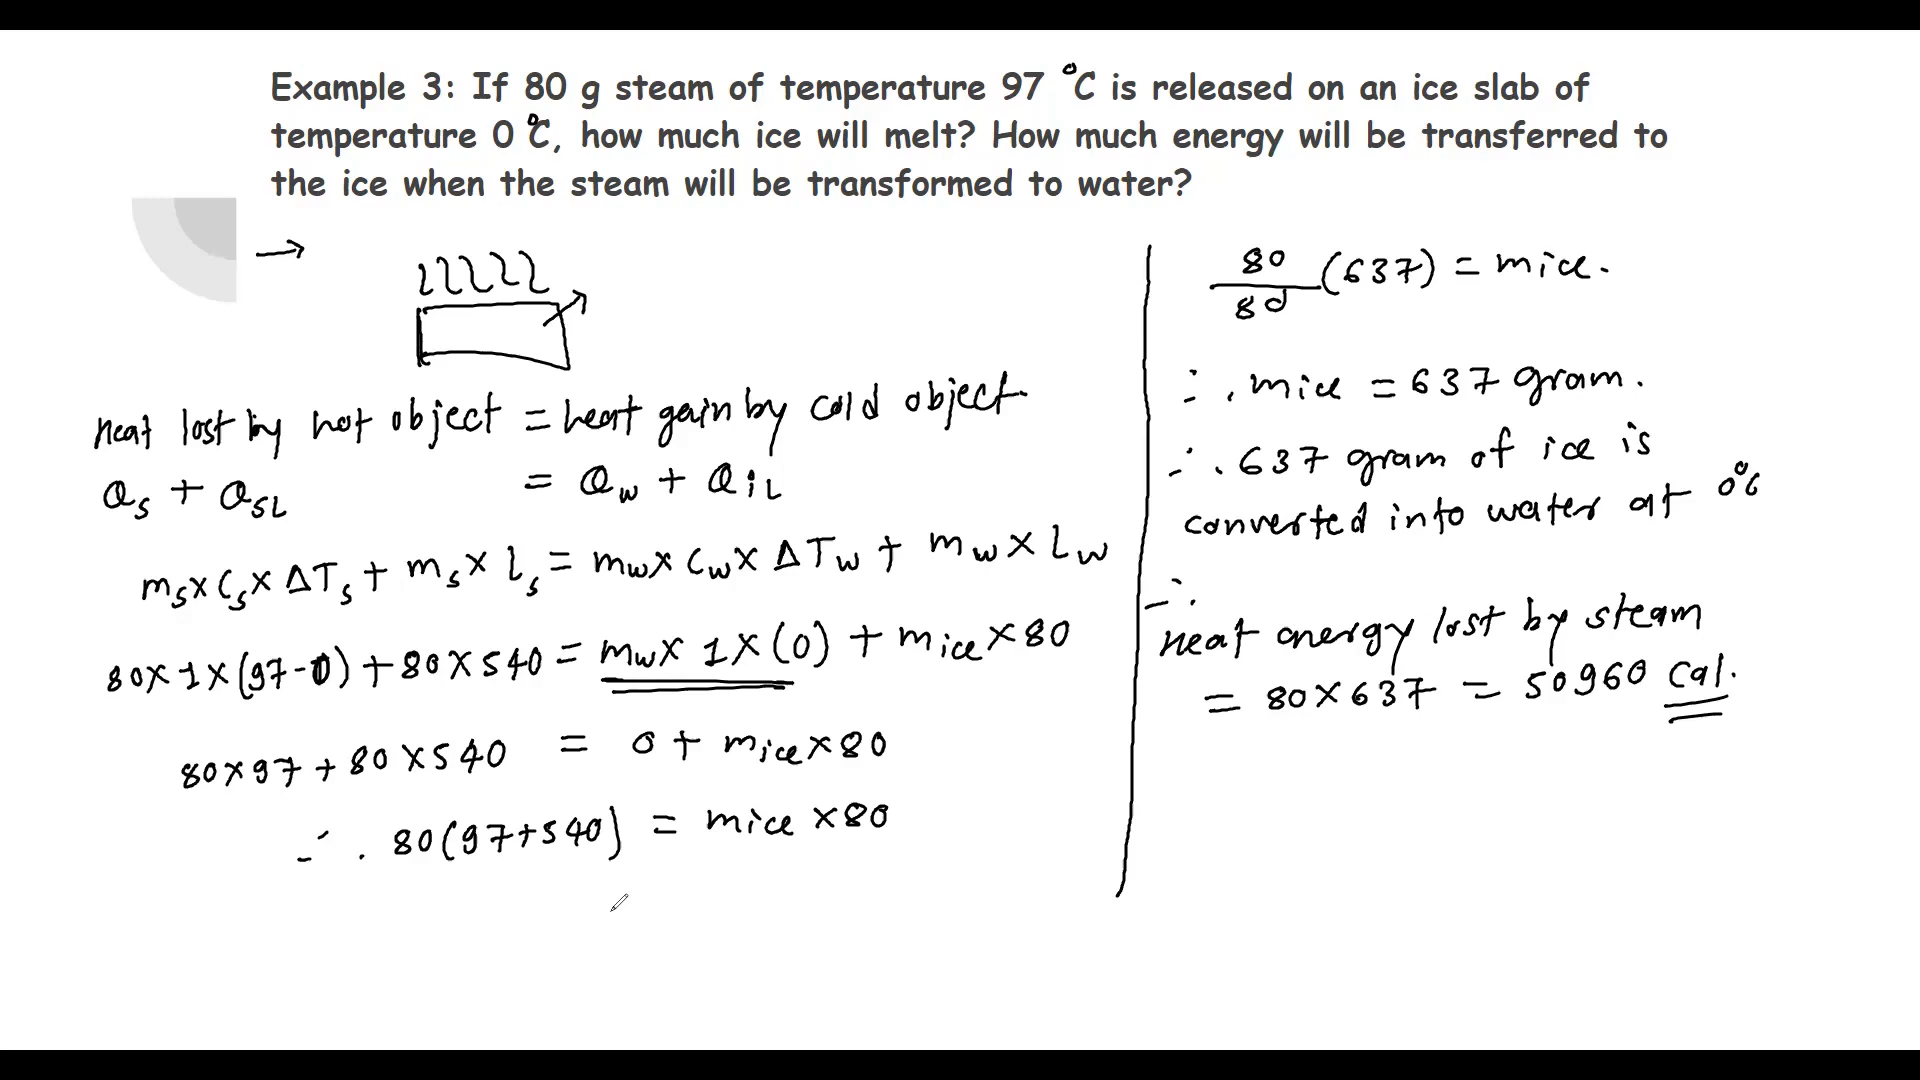 Example 3: If 80 g steam of temperature 97 °C is released on an ice slab of
temperature 0 °C, how much ice will melt? How much energy will be transferred to
the ice when the steam will be transformed to water?
→
Heat lost by hot object = heat gain by cold object.
Qs + QsL = Qw + QiL
ms × Cs × ΔTs + ms × Ls = mw × Cw × ΔTw + mw × Lw
80 × 1 × (97-0) + 80 × 540 = mw × 1 × (0) + mice × 80
80 × 97 + 80 × 540 = 0 + mice × 80
∴ 80(97+540) = mice × 80
80/80 (637) = mice.
∴ mice = 637 gram.
∴ 637 gram of ice is
converted into water at 0°C
∴
Heat energy lost by steam
= 80 × 637 = 50960 Cal.